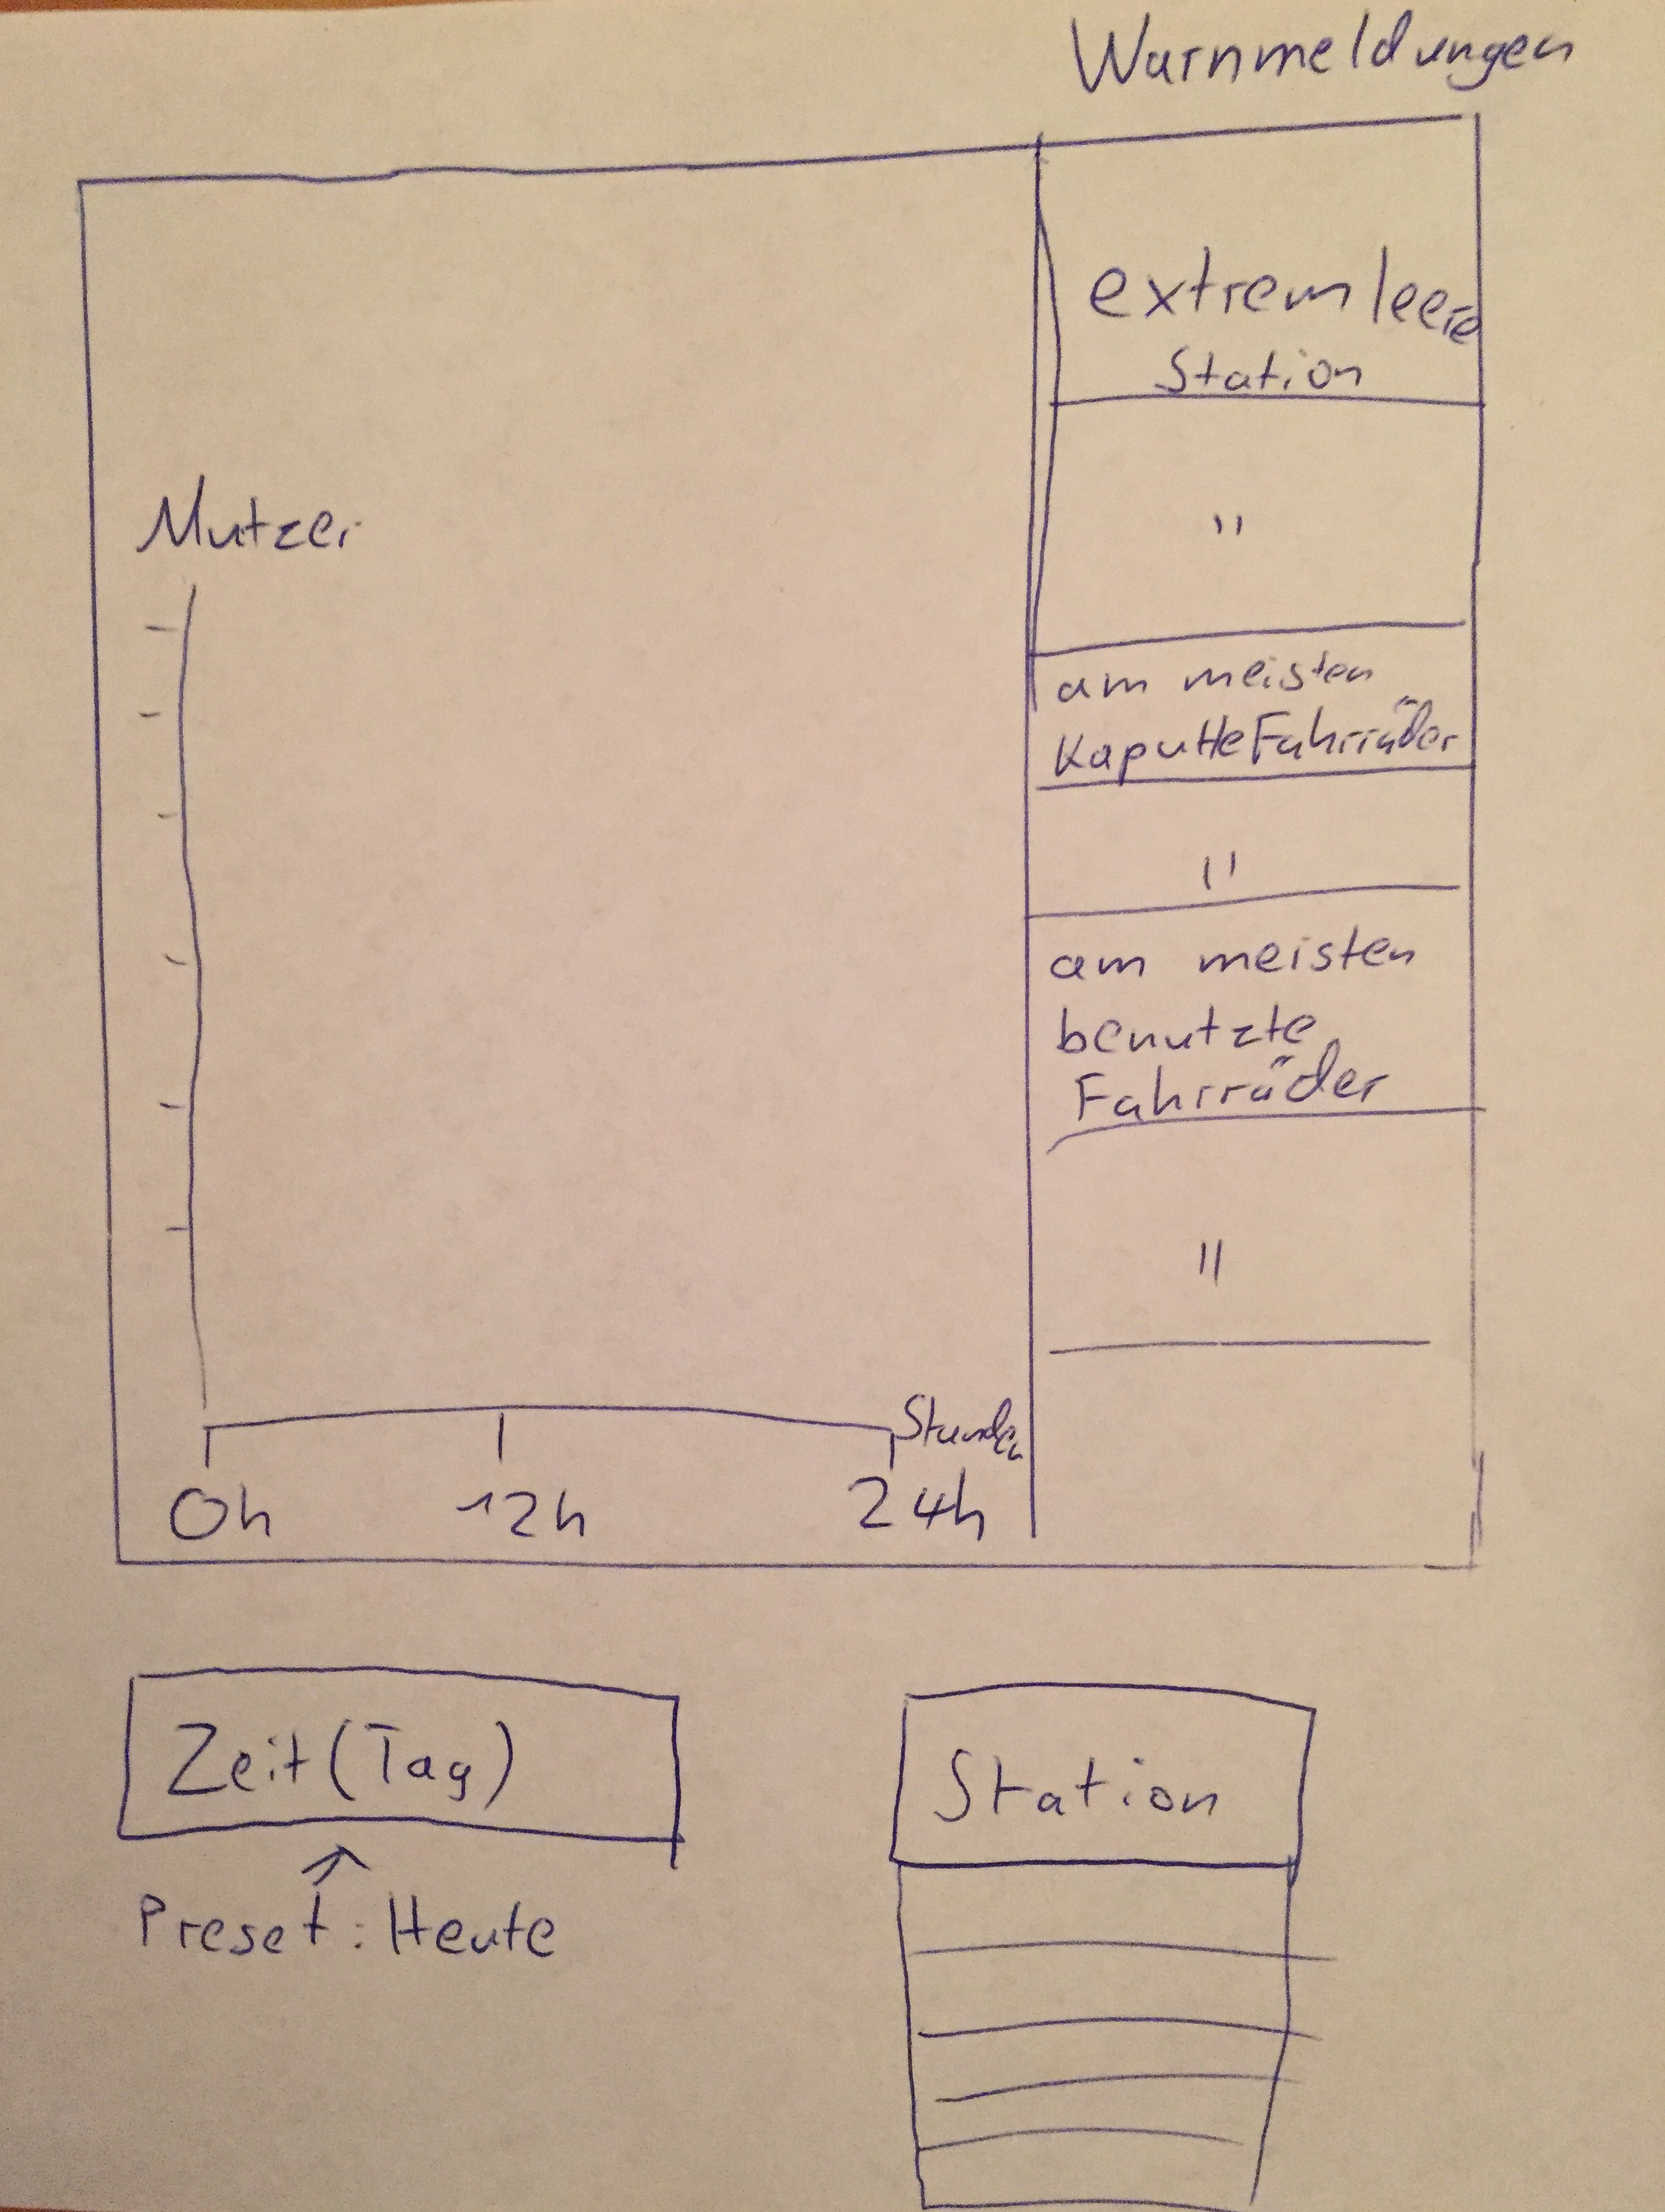 Warnmeldungen
extrem leere
Station
"
Nutzer
am meisten
Kaputte Fahrräder
"
am meisten
benutzte
Fahrräder
"
Stunden
0h 12h 24h
Zeit (Tag)
Station
Preset: Heute